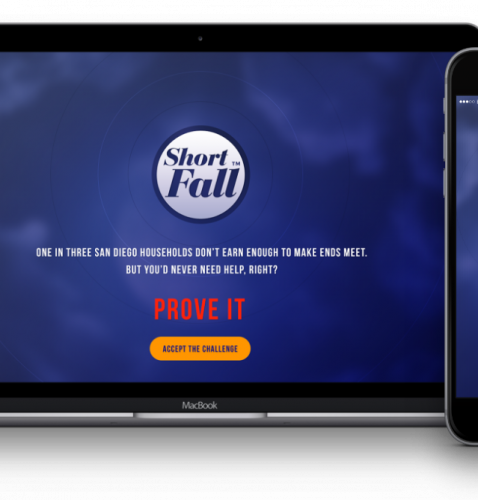 Short ™
Fall
ONE IN THREE SAN DIEGO HOUSEHOLDS DON'T EARN ENOUGH TO MAKE ENDS MEET.
BUT YOU'D NEVER NEED HELP, RIGHT?
PROVE IT
ACCEPT THE CHALLENGE
MacBook